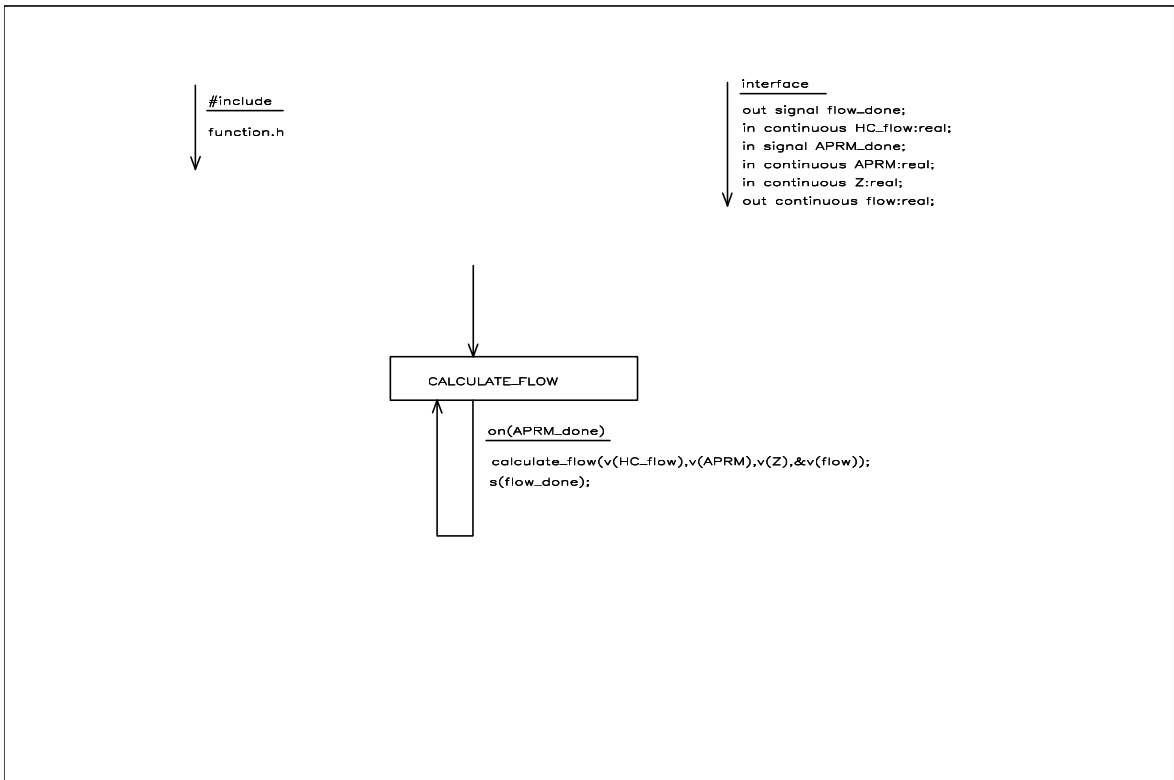 #include
function.h
interface
out signal flow_done;
in continuous HC_flow:real;
in signal APRM_done;
in continuous APRM:real;
in continuous Z:real;
out continuous flow:real;
CALCULATE_FLOW
on(APRM_done)
calculate_flow(v(HC_flow),v(APRM),v(Z),&v(flow));
s(flow_done);